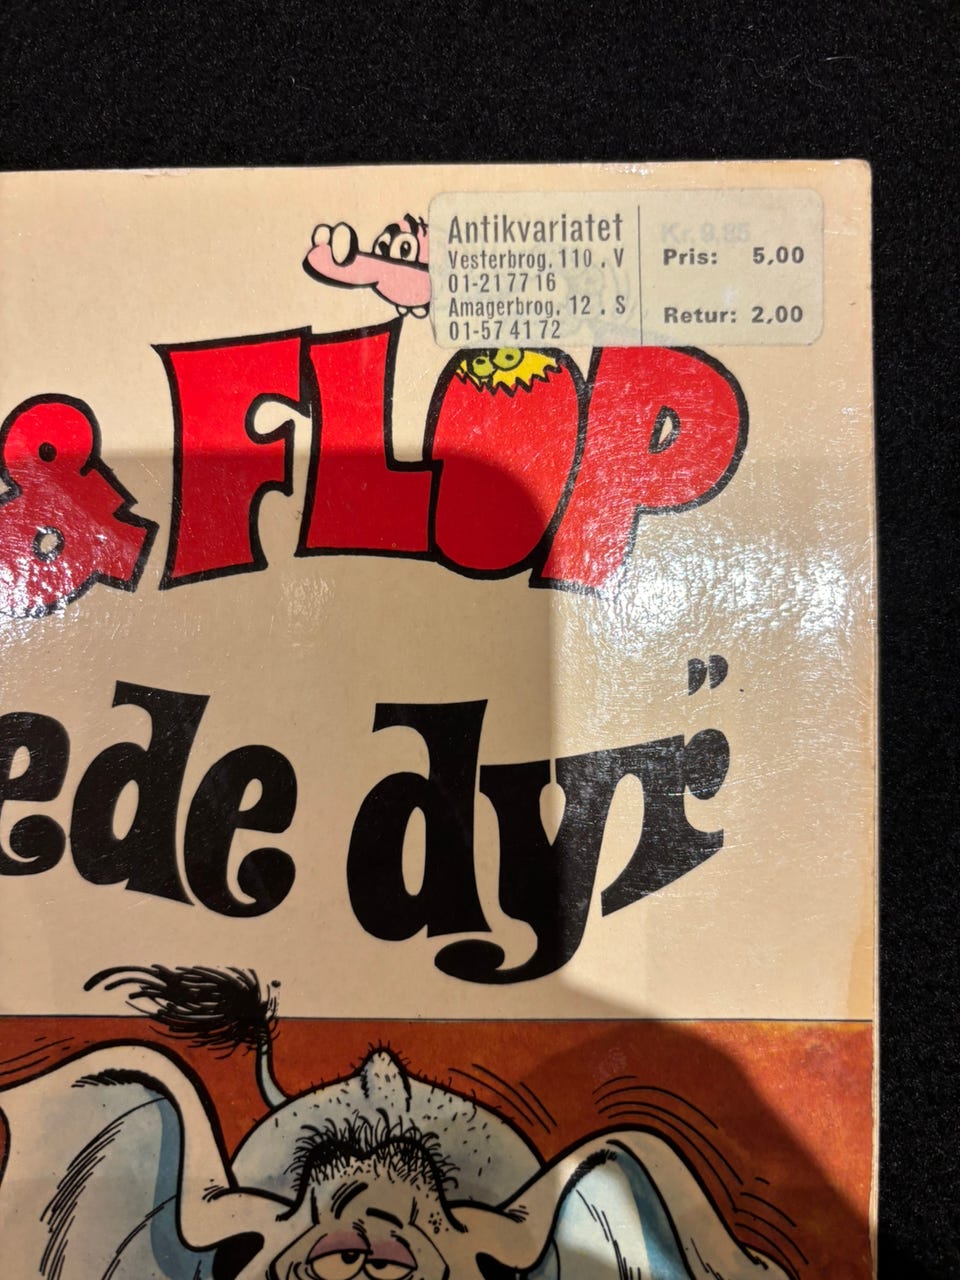 Antikvariatet
Vesterbrog. 110 . V
01-21 77 16
Amagerbrog. 12 . S
01-57 41 72
Kr. 9.85
Pris: 5,00
Retur: 2,00
& FLOP
ede dyr"